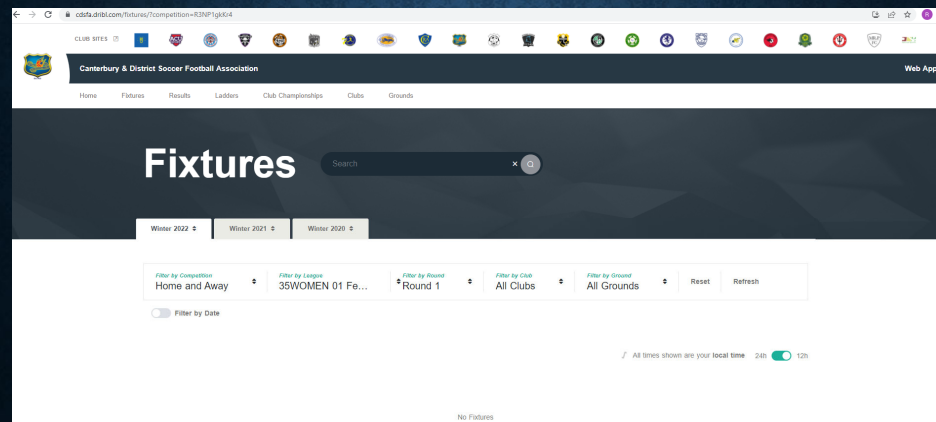 cdsfa.dribl.com/fixtures/?competition=R3NP1gkKr4
CLUB SITES
Canterbury & District Soccer Football Association
Web App
Home Fixtures Results Ladders Club Championships Clubs Grounds
Fixtures
Search
Winter 2022 Winter 2021 Winter 2020
Filter by Competition Filter by League Filter by Round Filter by Club Filter by Ground
Home and Away 35WOMEN 01 Fe... Round 1 All Clubs All Grounds Reset Refresh
Filter by Date
All times shown are your local time 24h 12h
No Fixtures